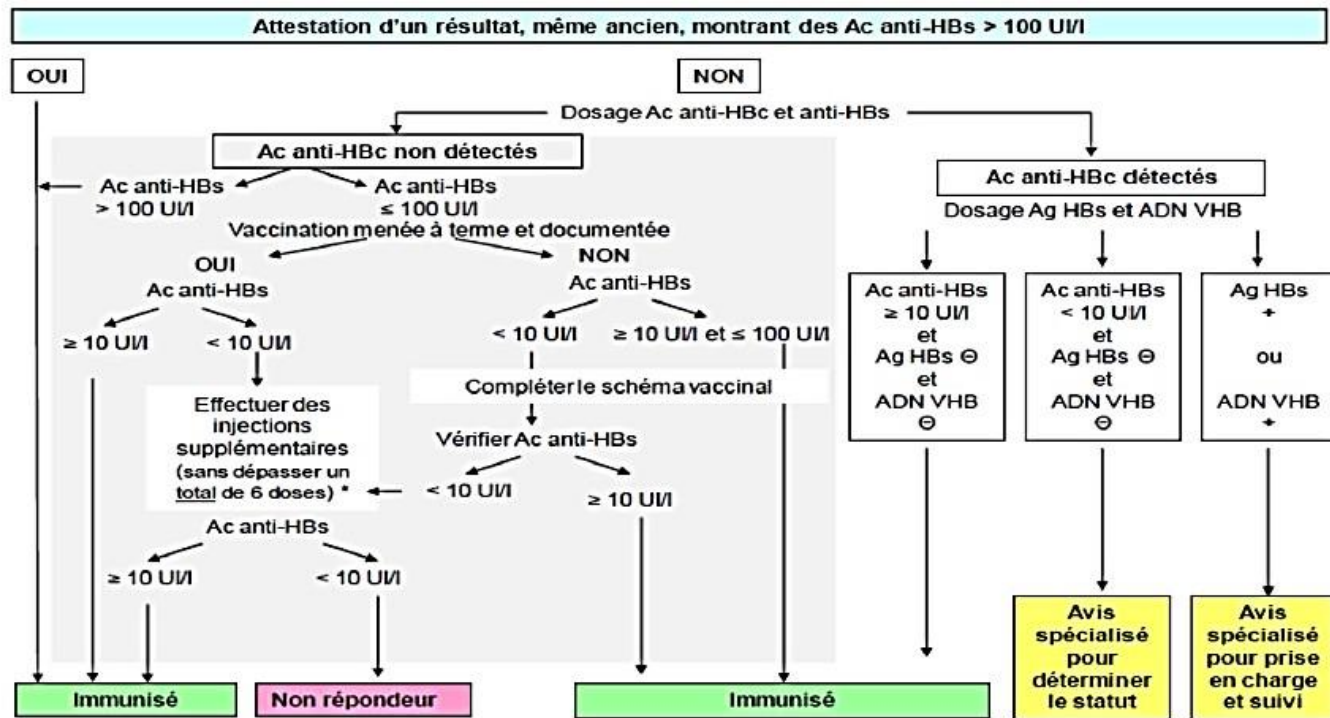 Attestation d'un résultat, même ancien, montrant des Ac anti-HBs > 100 UI/l
OUI
NON
Dosage Ac anti-HBc et anti-HBs
Ac anti-HBc non détectés
Ac anti-HBs
> 100 UI/l
Ac anti-HBs
≤ 100 UI/l
Vaccination menée à terme et documentée
OUI
Ac anti-HBs
≥ 10 UI/l
< 10 UI/l
NON
Ac anti-HBs
< 10 UI/l
≥ 10 UI/l et ≤ 100 UI/l
Effectuer des
injections
supplémentaires
(sans dépasser un
total de 6 doses) *
Compléter le schéma vaccinal
Vérifier Ac anti-HBs
< 10 UI/l
≥ 10 UI/l
Ac anti-HBs
≥ 10 UI/l
< 10 UI/l
Ac anti-HBc détectés
Dosage Ag HBs et ADN VHB
Ac anti-HBs
≥ 10 UI/l
et
Ag HBs ⊖
et
ADN VHB
⊖
Ac anti-HBs
< 10 UI/l
et
Ag HBs ⊖
et
ADN VHB
⊖
Ag HBs
+
ou
ADN VHB
+
Immunisé
Non répondeur
Immunisé
Avis
spécialisé
pour
déterminer
le statut
Avis
spécialisé
pour prise
en charge
et suivi